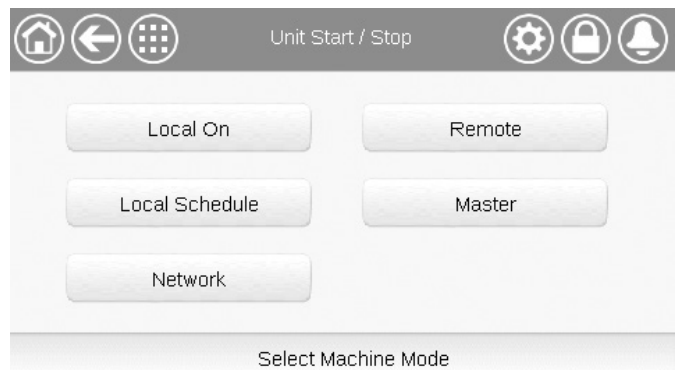 Unit Start / Stop
Local On
Remote
Local Schedule
Master
Network
Select Machine Mode